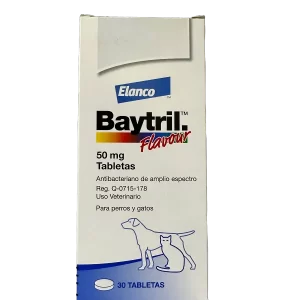 Elanco
Baytril.™
Flavour
50 mg
Tabletas
Antibacteriano de amplio espectro
Reg. Q-0715-178
Uso Veterinario
Para perros y gatos
30 TABLETAS